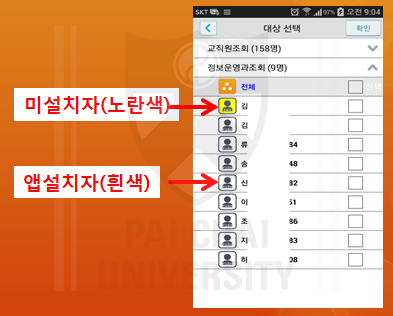 SKT 97% 오전 9:04
대상 선택
확인
교직원조회 (158명)
정보운영과조회 (9명)
전체 선택
미설치자(노란색)
김
김
류 84
송 48
앱설치자(흰색)
신 82
이 51
조 86
지 83
하 08
PAI CHAI
UNIVERSITY